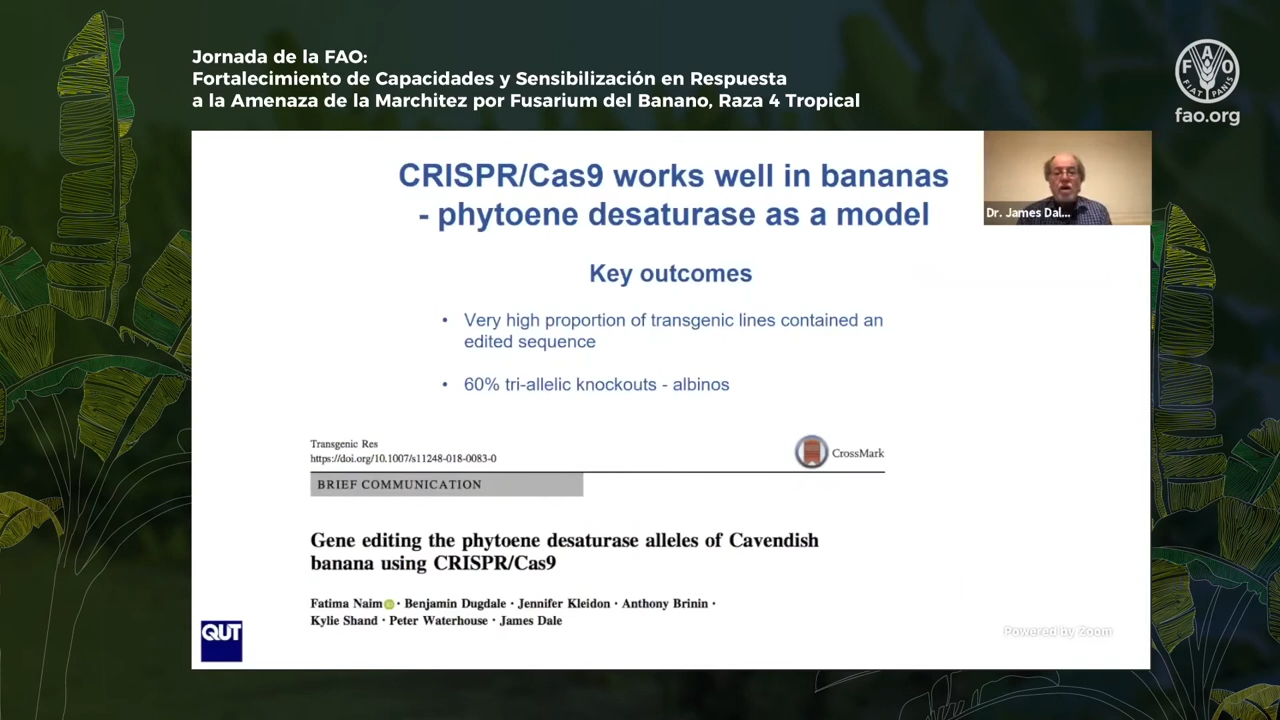 Jornada de la FAO:
Fortalecimiento de Capacidades y Sensibilización en Respuesta
a la Amenaza de la Marchitez por Fusarium del Banano, Raza 4 Tropical
FAO
FIAT PANIS
fao.org
CRISPR/Cas9 works well in bananas
- phytoene desaturase as a model
Dr. James Dal...
Key outcomes
• Very high proportion of transgenic lines contained an
edited sequence
• 60% tri-allelic knockouts - albinos
Transgenic Res
https://doi.org/10.1007/s11248-018-0083-0
CrossMark
BRIEF COMMUNICATION
Gene editing the phytoene desaturase alleles of Cavendish
banana using CRISPR/Cas9
Fatima Naim · Benjamin Dugdale · Jennifer Kleidon · Anthony Brinin ·
Kylie Shand · Peter Waterhouse · James Dale
QUT
Powered by Zoom